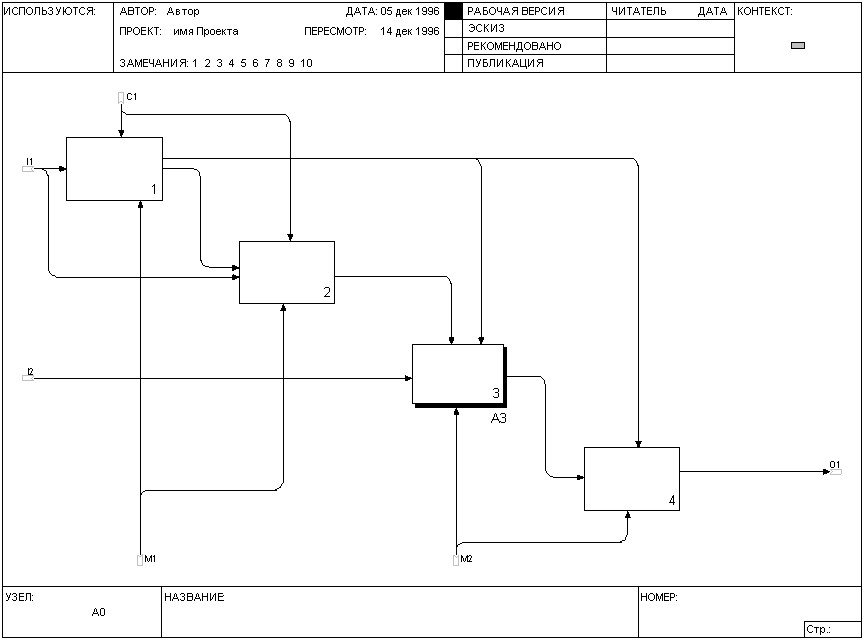 ИСПОЛЬЗУЮТСЯ: АВТОР: Автор ДАТА: 05 дек 1996 РАБОЧАЯ ВЕРСИЯ ЧИТАТЕЛЬ ДАТА КОНТЕКСТ:
ПРОЕКТ: имя Проекта ПЕРЕСМОТР: 14 дек 1996 ЭСКИЗ
РЕКОМЕНДОВАНО
ЗАМЕЧАНИЯ: 1 2 3 4 5 6 7 8 9 10 ПУБЛИКАЦИЯ
C1
I1
1
2
I2
3
A3
O1
4
M1
M2
УЗЕЛ: НАЗВАНИЕ НОМЕР:
A0
Стр.: